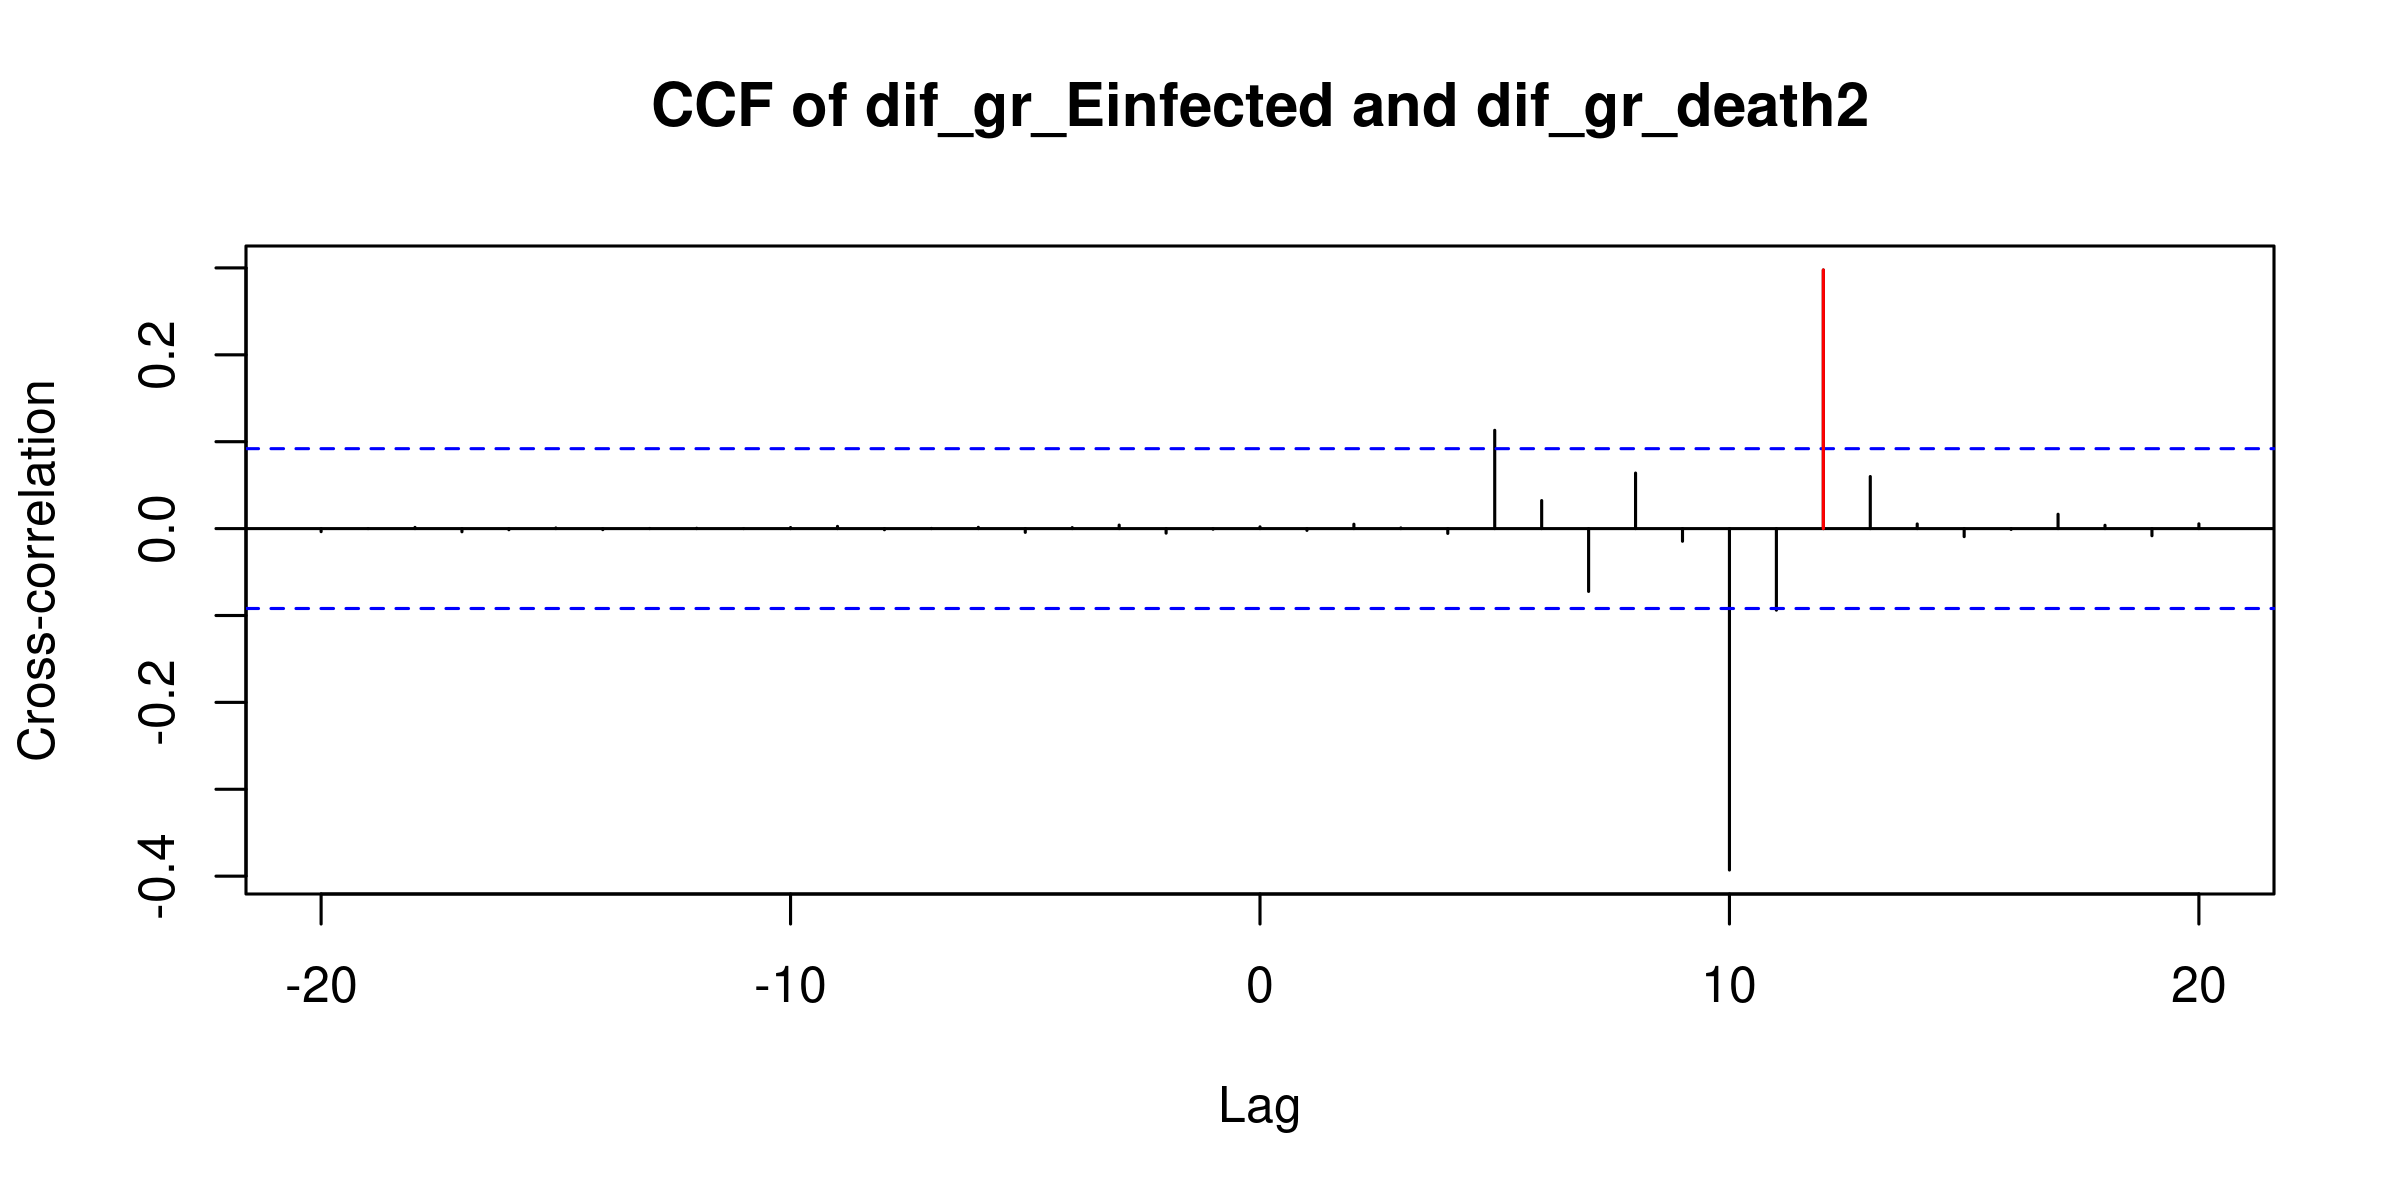 CCF of dif_gr_Einfected and dif_gr_death2
Cross-correlation
0.2
0.0
-0.2
-0.4
-20 -10 0 10 20
Lag